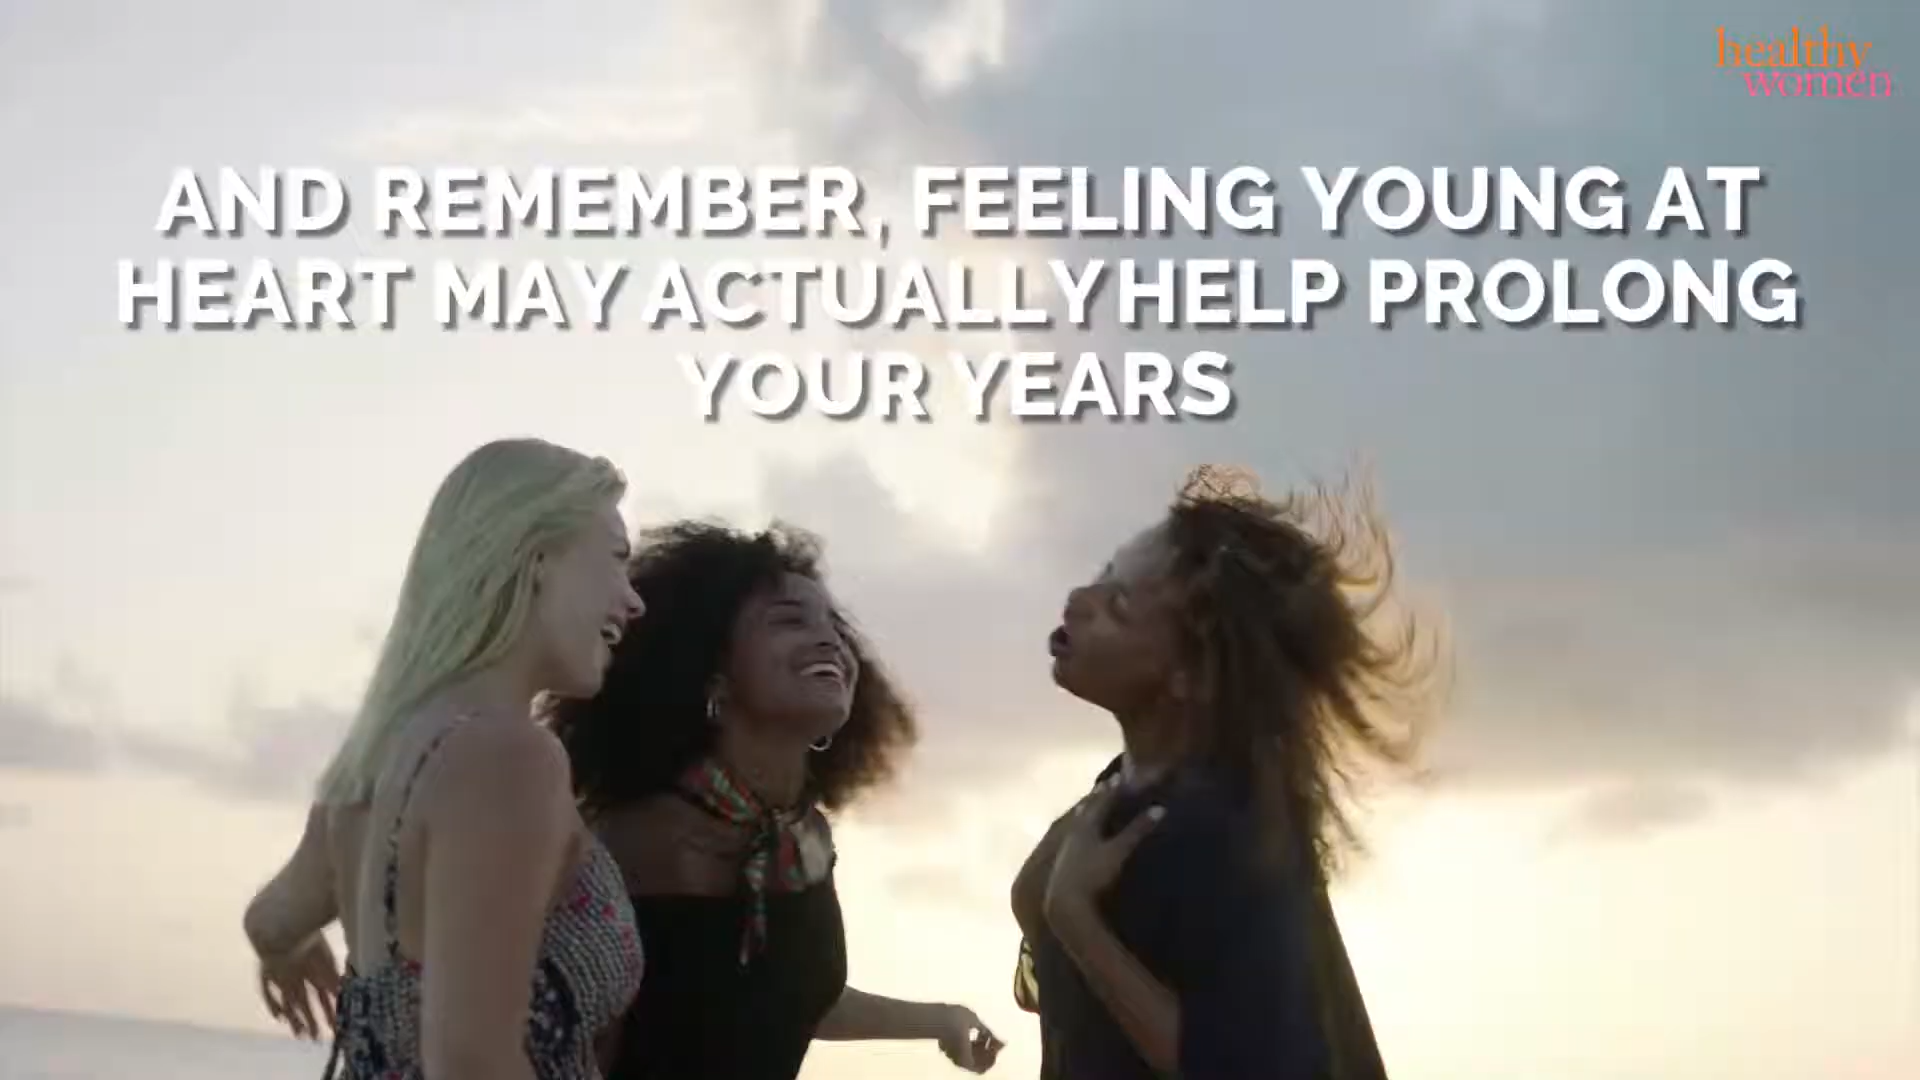 healthy
women
AND REMEMBER, FEELING YOUNG AT
HEART MAY ACTUALLY HELP PROLONG
YOUR YEARS